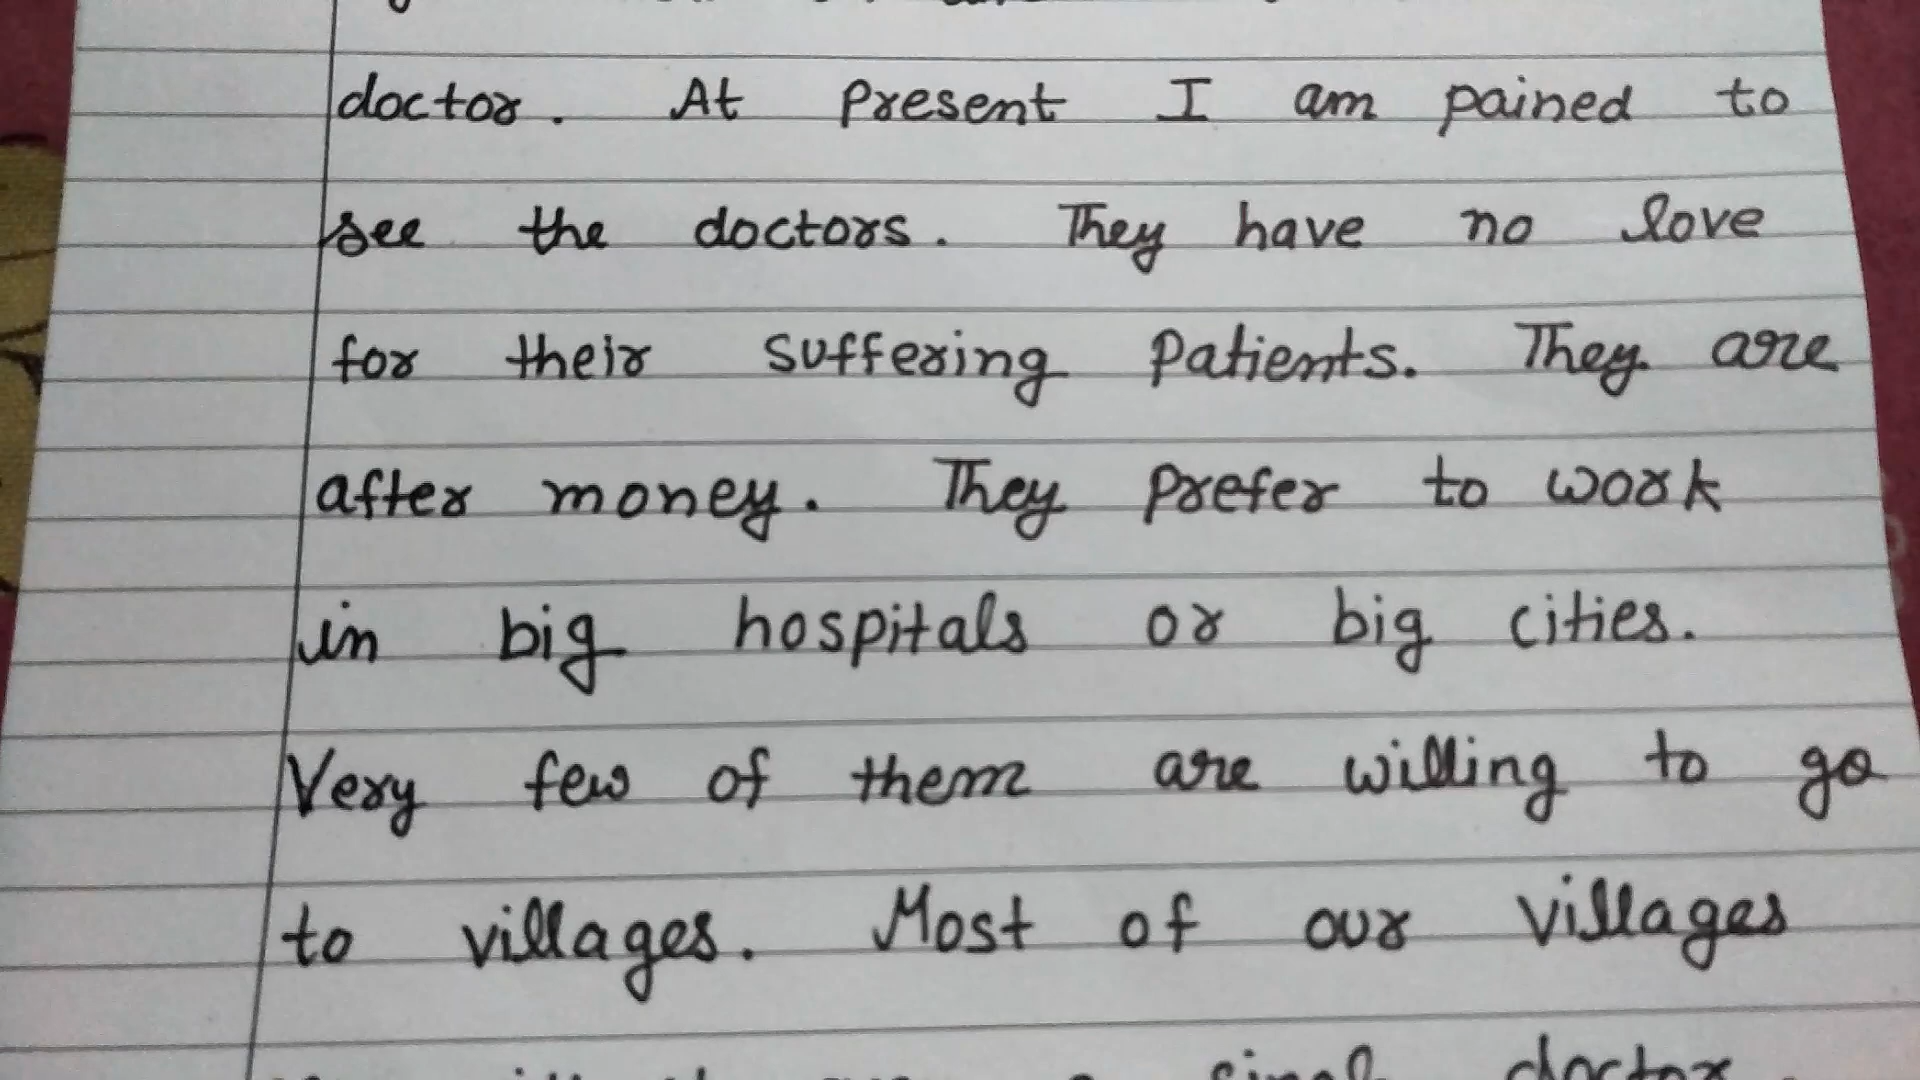 doctor. At present I am pained to
see the doctors. They have no love
for their suffering patients. They are
after money. They prefer to work
in big hospitals or big cities.
Very few of them are willing to go
to villages. Most of our villages
doctor